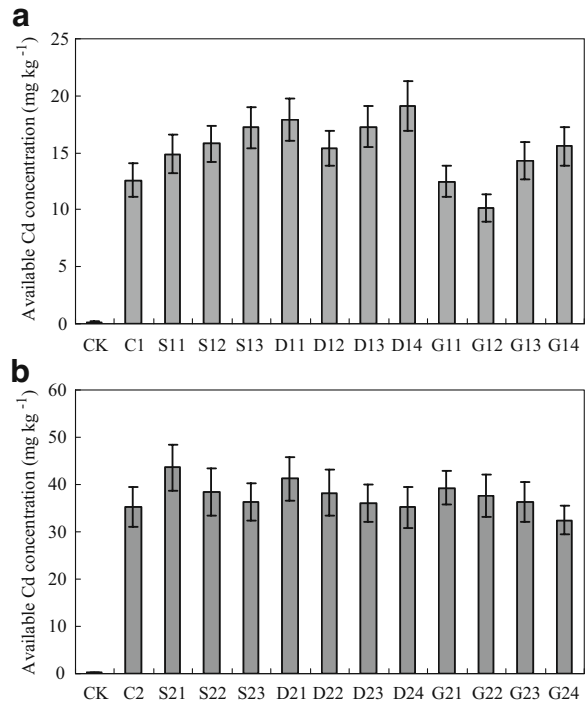 a
Available Cd concentration (mg kg⁻¹)
25
20
15
10
5
0
CK C1 S11 S12 S13 D11 D12 D13 D14 G11 G12 G13 G14
b
Available Cd concentration (mg kg⁻¹)
60
50
40
30
20
10
0
CK C2 S21 S22 S23 D21 D22 D23 D24 G21 G22 G23 G24